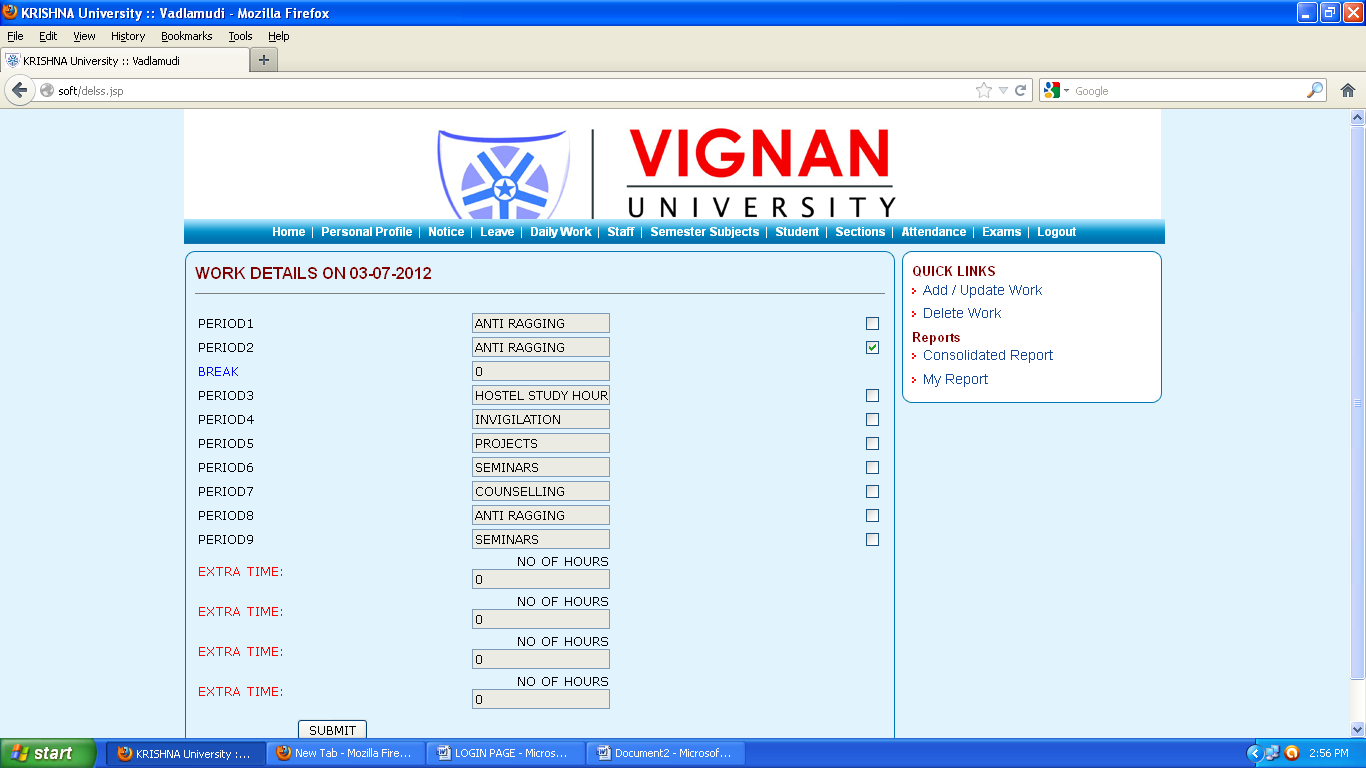 KRISHNA University :: Vadlamudi - Mozilla Firefox
File Edit View History Bookmarks Tools Help
KRISHNA University :: Vadlamudi
soft/delss.jsp
Google
VIGNAN
UNIVERSITY
Home | Personal Profile | Notice | Leave | Daily Work | Staff | Semester Subjects | Student | Sections | Attendance | Exams | Logout
WORK DETAILS ON 03-07-2012
PERIOD1 ANTI RAGGING
PERIOD2 ANTI RAGGING
BREAK 0
PERIOD3 HOSTEL STUDY HOUR
PERIOD4 INVIGILATION
PERIOD5 PROJECTS
PERIOD6 SEMINARS
PERIOD7 COUNSELLING
PERIOD8 ANTI RAGGING
PERIOD9 SEMINARS
NO OF HOURS
EXTRA TIME: 0
NO OF HOURS
EXTRA TIME: 0
NO OF HOURS
EXTRA TIME: 0
NO OF HOURS
EXTRA TIME: 0
SUBMIT
QUICK LINKS
Add / Update Work
Delete Work
Reports
Consolidated Report
My Report
start KRISHNA University :... New Tab - Mozilla Fire... LOGIN PAGE - Micros... Document2 - Microsof... 2:56 PM